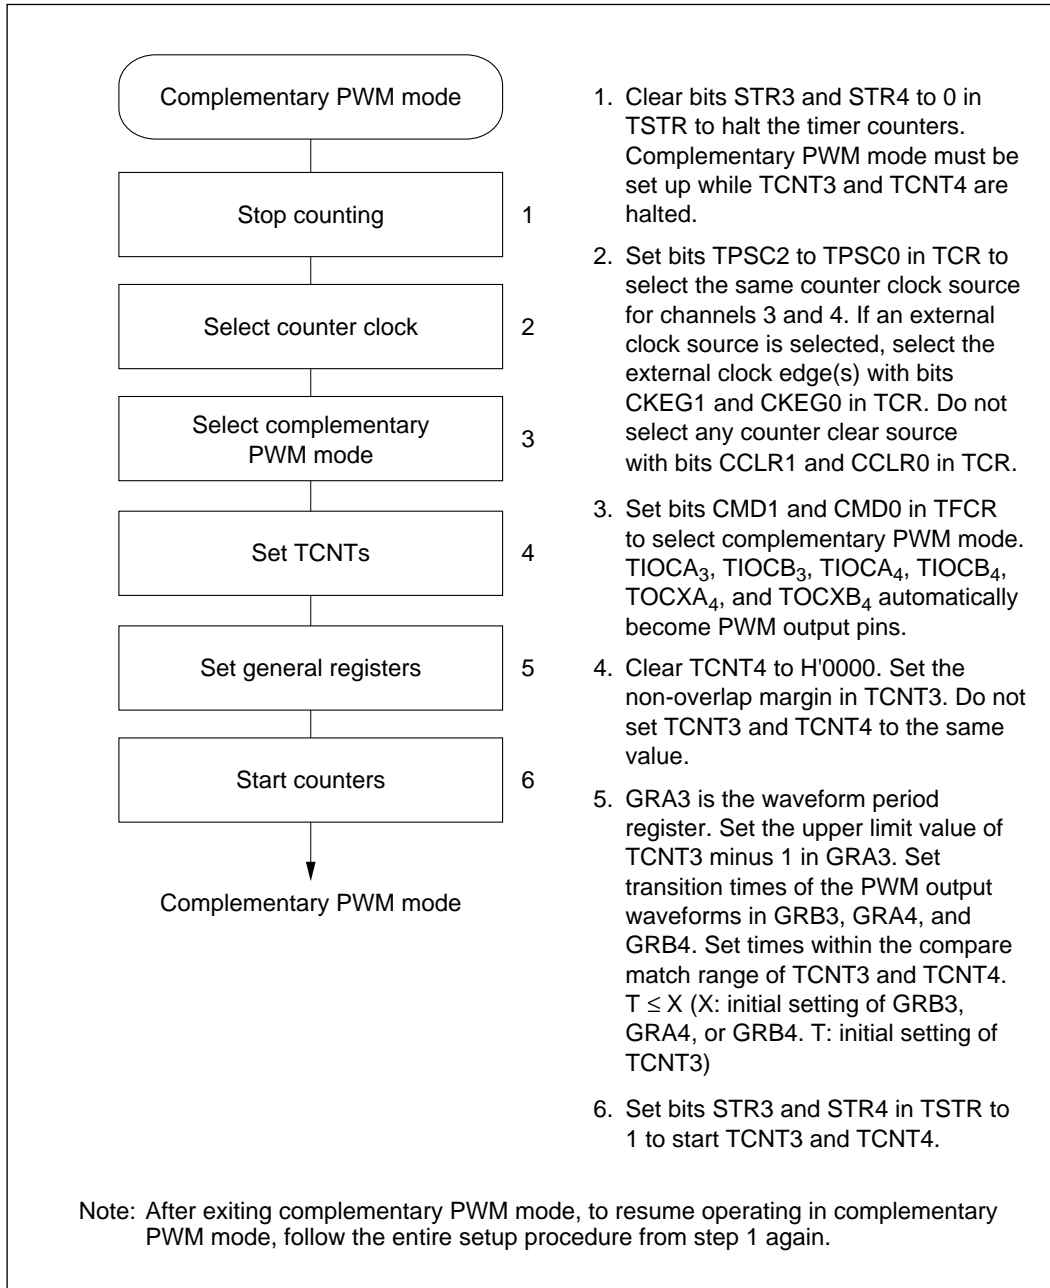 Complementary PWM mode
Stop counting
1
Select counter clock
2
Select complementary
PWM mode
3
Set TCNTs
4
Set general registers
5
Start counters
6
Complementary PWM mode
1. Clear bits STR3 and STR4 to 0 in
TSTR to halt the timer counters.
Complementary PWM mode must be
set up while TCNT3 and TCNT4 are
halted.
2. Set bits TPSC2 to TPSC0 in TCR to
select the same counter clock source
for channels 3 and 4. If an external
clock source is selected, select the
external clock edge(s) with bits
CKEG1 and CKEG0 in TCR. Do not
select any counter clear source
with bits CCLR1 and CCLR0 in TCR.
3. Set bits CMD1 and CMD0 in TFCR
to select complementary PWM mode.
TIOCA3, TIOCB3, TIOCA4, TIOCB4,
TOCXA4, and TOCXB4 automatically
become PWM output pins.
4. Clear TCNT4 to H'0000. Set the
non-overlap margin in TCNT3. Do not
set TCNT3 and TCNT4 to the same
value.
5. GRA3 is the waveform period
register. Set the upper limit value of
TCNT3 minus 1 in GRA3. Set
transition times of the PWM output
waveforms in GRB3, GRA4, and
GRB4. Set times within the compare
match range of TCNT3 and TCNT4.
T ≤ X (X: initial setting of GRB3,
GRA4, or GRB4. T: initial setting of
TCNT3)
6. Set bits STR3 and STR4 in TSTR to
1 to start TCNT3 and TCNT4.
Note: After exiting complementary PWM mode, to resume operating in complementary
PWM mode, follow the entire setup procedure from step 1 again.